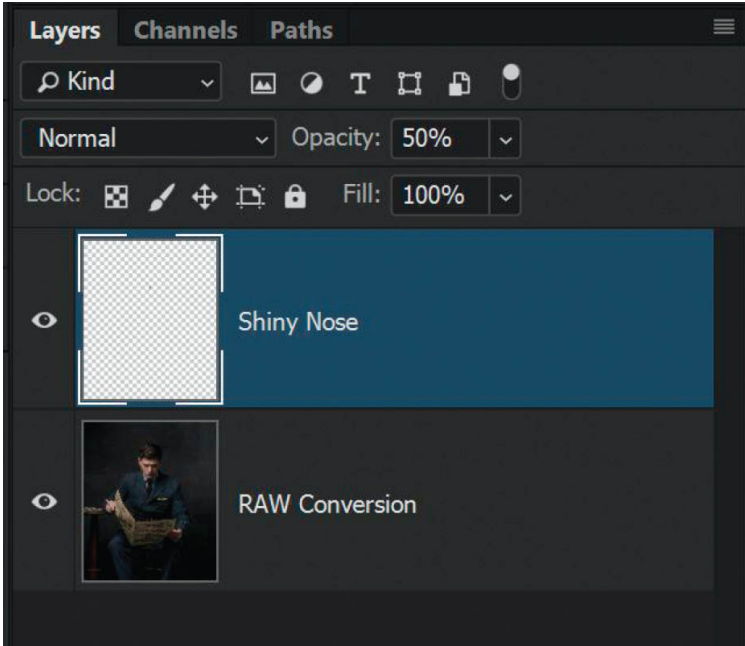 Layers Channels Paths
Kind T
Normal Opacity: 50%
Lock: Fill: 100%
Shiny Nose
RAW Conversion